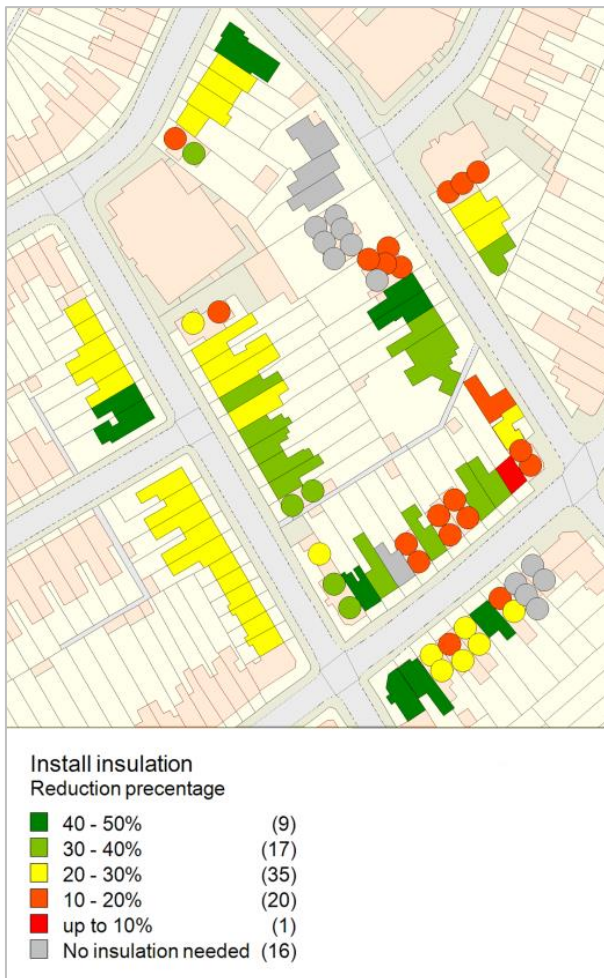 Install insulation
Reduction precentage
40 - 50% (9)
30 - 40% (17)
20 - 30% (35)
10 - 20% (20)
up to 10% (1)
No insulation needed (16)